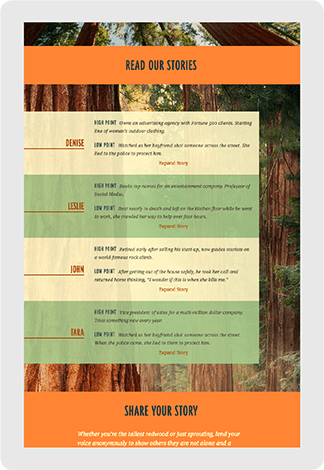 READ OUR STORIES
HIGH POINT Owns an advertising agency with Fortune 500 clients. Starting
line of women's outdoor clothing.
DENISE
LOW POINT Watched as her boyfriend shot someone across the street. She
lied to the police to protect him.
Expand Story
HIGH POINT Books top names for an entertainment company. Professor of
Social Media.
LESLIE
LOW POINT Beat nearly to death and left on the kitchen floor while he went
to work, she crawled her way to help over four hours.
Expand Story
HIGH POINT Retired early after selling his start-up, now guides tourists on
a world famous rock climb.
JOHN
LOW POINT After getting out of the house safely, he took her call and
returned home thinking, "I wonder if this is when she kills me."
Expand Story
HIGH POINT Vice president of sales for a multi-million dollar company.
Tries something new every year.
TARA
LOW POINT Watched as her boyfriend shot someone across the street.
When the police came, she lied to them to protect him.
Expand Story
SHARE YOUR STORY
Whether you're the tallest redwood or just sprouting, lend your
voice anonymously to show others they are not alone and a